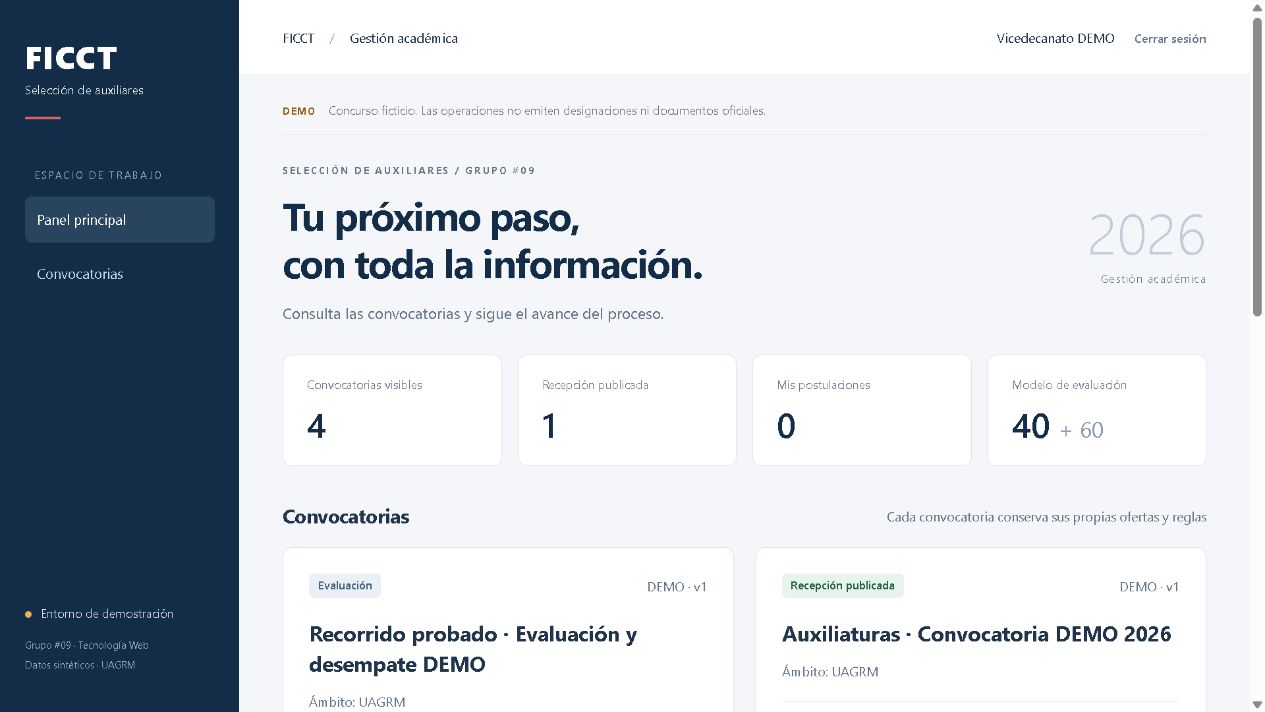 FICCT
Selección de auxiliares
ESPACIO DE TRABAJO
Panel principal
Convocatorias
Entorno de demostración
Grupo #09 · Tecnología Web
Datos sintéticos · UAGRM
FICCT / Gestión académica
Vicedecanato DEMO Cerrar sesión
DEMO Concurso ficticio. Las operaciones no emiten designaciones ni documentos oficiales.
SELECCIÓN DE AUXILIARES / GRUPO #09
Tu próximo paso,
con toda la información.
Consulta las convocatorias y sigue el avance del proceso.
2026
Gestión académica
Convocatorias visibles
4
Recepción publicada
1
Mis postulaciones
0
Modelo de evaluación
40 + 60
Convocatorias
Cada convocatoria conserva sus propias ofertas y reglas
Evaluación DEMO · v1
Recorrido probado · Evaluación y
desempate DEMO
Ámbito: UAGRM
Recepción publicada DEMO · v1
Auxiliaturas · Convocatoria DEMO 2026
Ámbito: UAGRM